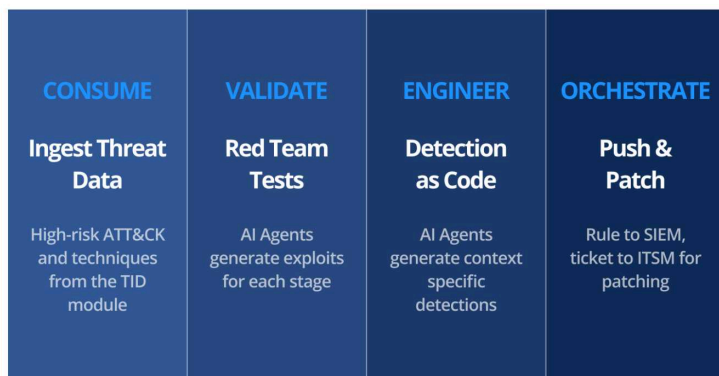 CONSUME
Ingest Threat
Data
High-risk ATT&CK
and techniques
from the TID
module
VALIDATE
Red Team
Tests
AI Agents
generate exploits
for each stage
ENGINEER
Detection
as Code
AI Agents
generate context
specific
detections
ORCHESTRATE
Push &
Patch
Rule to SIEM,
ticket to ITSM for
patching